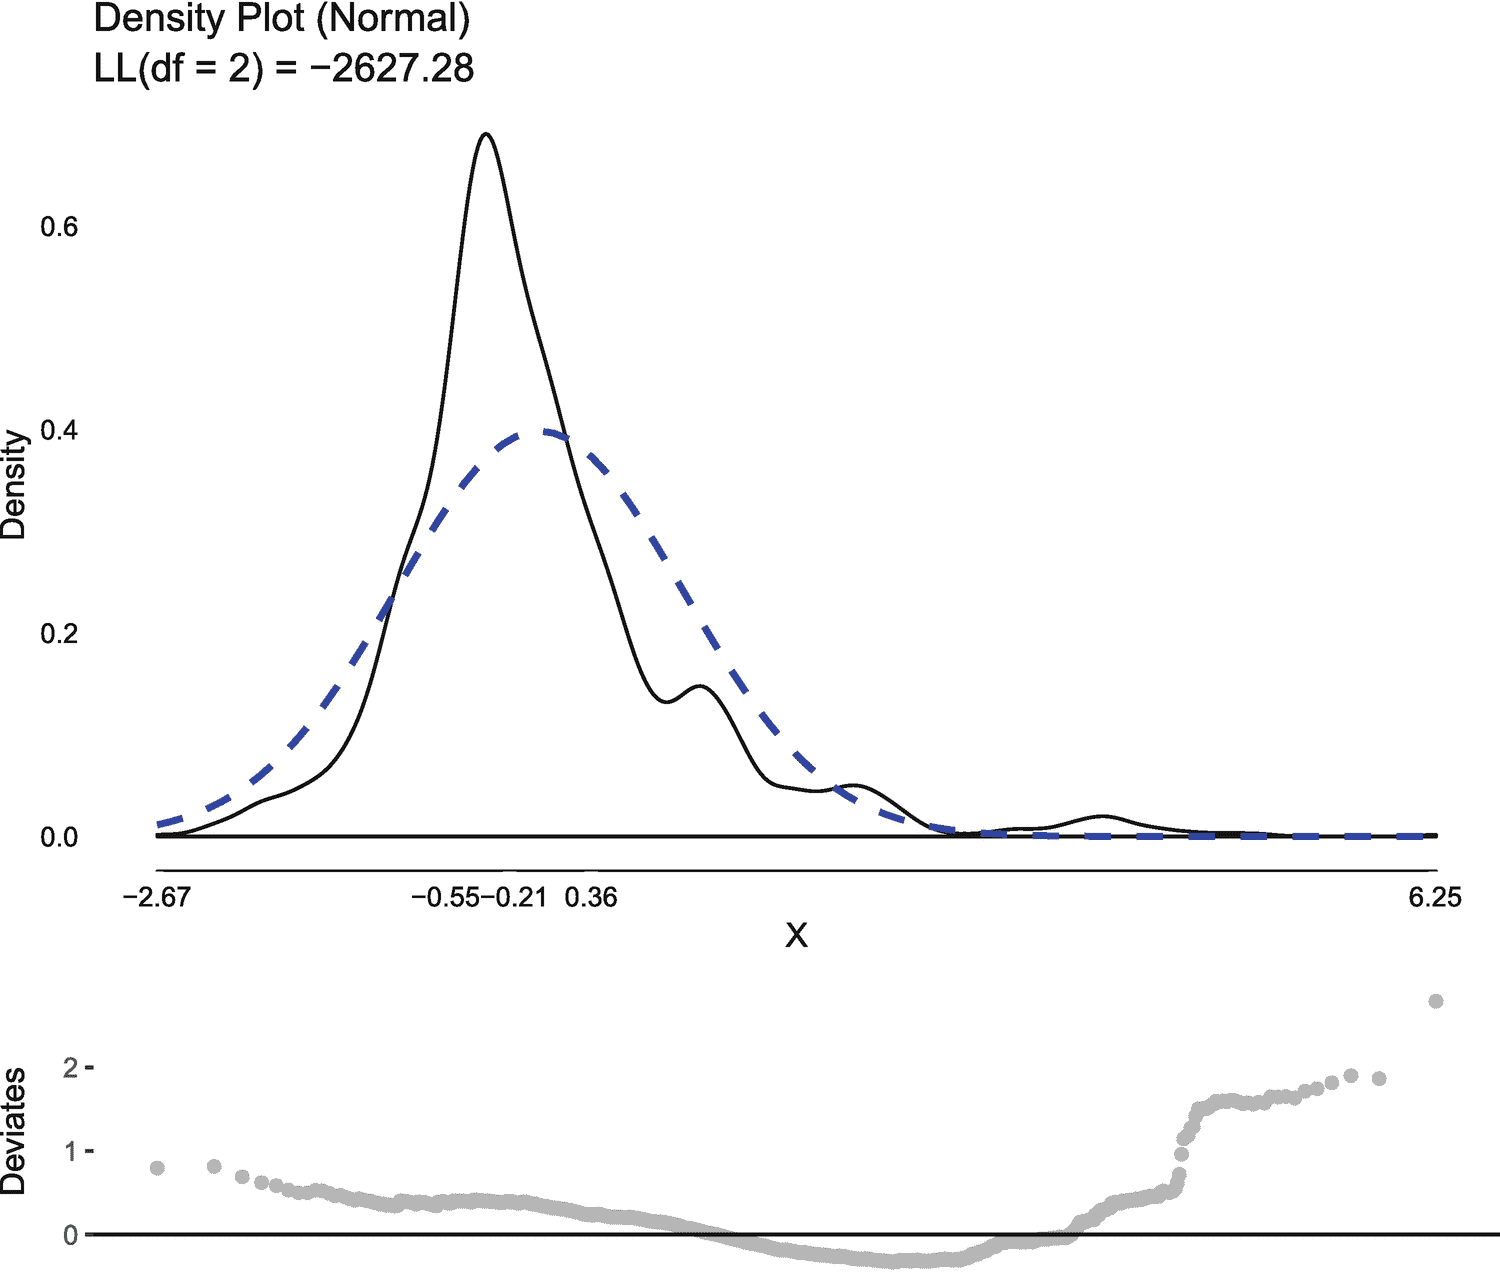 Density Plot (Normal)
LL(df = 2) = −2627.28
Density
0.6
0.4
0.2
0.0
−2.67 −0.55 −0.21 0.36 6.25
X
Deviates
2
1
0